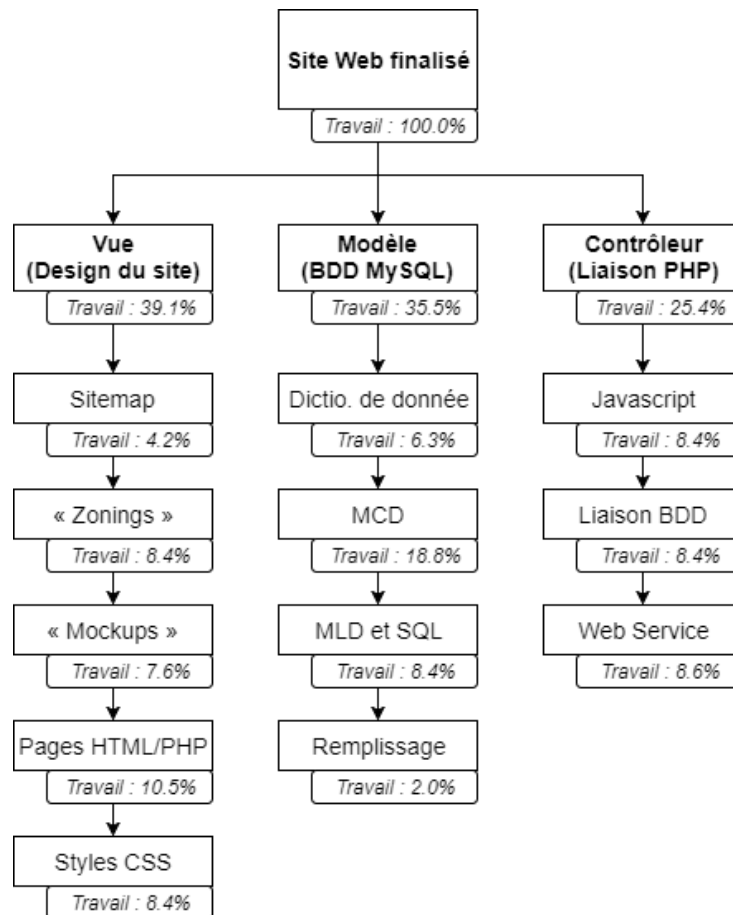 Site Web finalisé
Travail : 100.0%
Vue
(Design du site)
Travail : 39.1%
Sitemap
Travail : 4.2%
« Zonings »
Travail : 8.4%
« Mockups »
Travail : 7.6%
Pages HTML/PHP
Travail : 10.5%
Styles CSS
Travail : 8.4%
Modèle
(BDD MySQL)
Travail : 35.5%
Dictio. de donnée
Travail : 6.3%
MCD
Travail : 18.8%
MLD et SQL
Travail : 8.4%
Remplissage
Travail : 2.0%
Contrôleur
(Liaison PHP)
Travail : 25.4%
Javascript
Travail : 8.4%
Liaison BDD
Travail : 8.4%
Web Service
Travail : 8.6%